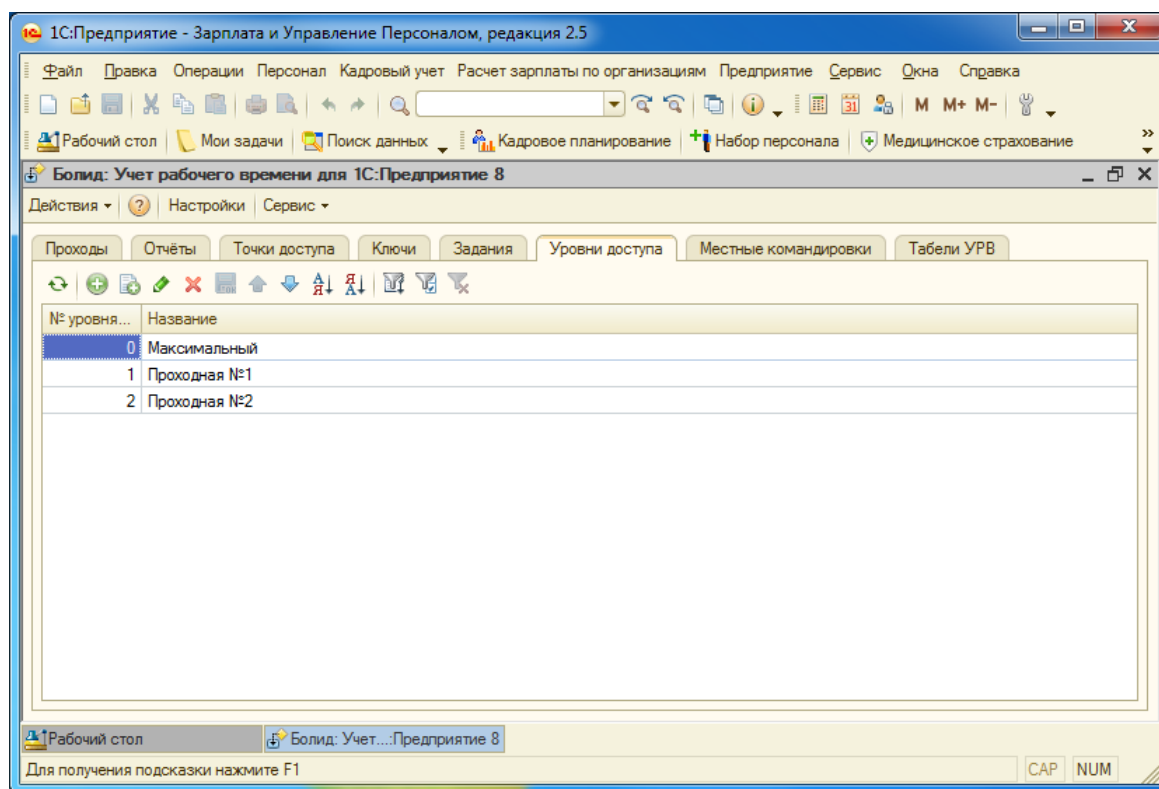 1С:Предприятие - Зарплата и Управление Персоналом, редакция 2.5
Файл Правка Операции Персонал Кадровый учет Расчет зарплаты по организациям Предприятие Сервис Окна Справка
M M+ M-
Рабочий стол Мои задачи Поиск данных Кадровое планирование Набор персонала Медицинское страхование
Болид: Учет рабочего времени для 1С:Предприятие 8
Действия Настройки Сервис
Проходы Отчёты Точки доступа Ключи Задания Уровни доступа Местные командировки Табели УРВ
№ уровня... Название
0 Максимальный
1 Проходная №1
2 Проходная №2
Рабочий стол Болид: Учет...:Предприятие 8
Для получения подсказки нажмите F1 CAP NUM